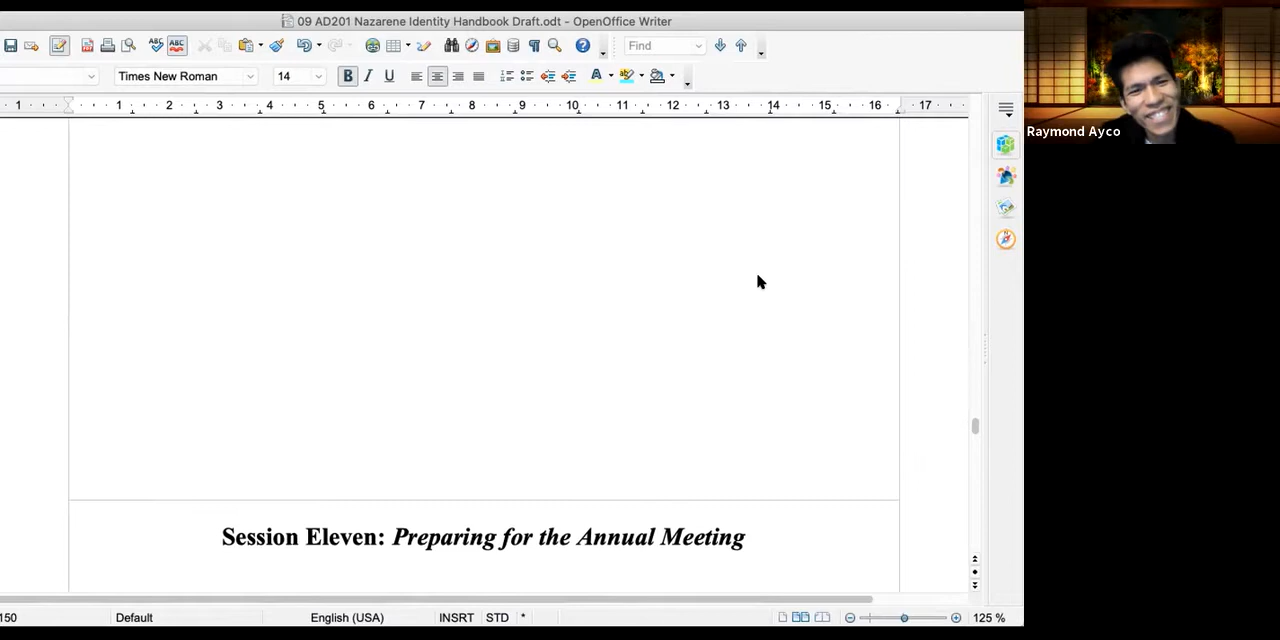 09 AD201 Nazarene Identity Handbook Draft.odt - OpenOffice Writer
ABC ABC Find
Times New Roman 14 B I U A
1 1 2 3 4 5 6 7 8 9 10 11 12 13 14 15 16 17
Raymond Ayco
Session Eleven: Preparing for the Annual Meeting
150 Default English (USA) INSRT STD * 125 %